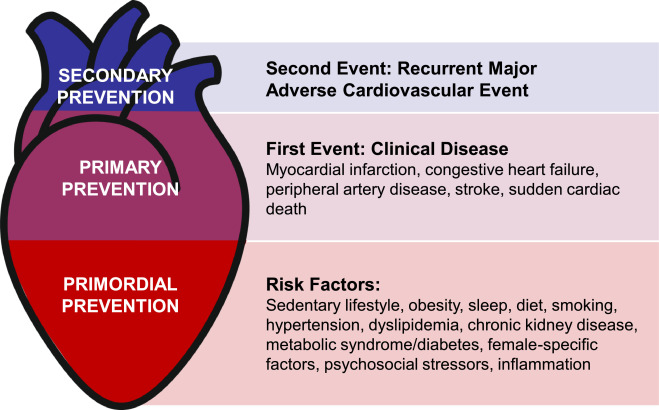 SECONDARY
PREVENTION
Second Event: Recurrent Major
Adverse Cardiovascular Event
PRIMARY
PREVENTION
First Event: Clinical Disease
Myocardial infarction, congestive heart failure,
peripheral artery disease, stroke, sudden cardiac
death
PRIMORDIAL
PREVENTION
Risk Factors:
Sedentary lifestyle, obesity, sleep, diet, smoking,
hypertension, dyslipidemia, chronic kidney disease,
metabolic syndrome/diabetes, female-specific
factors, psychosocial stressors, inflammation